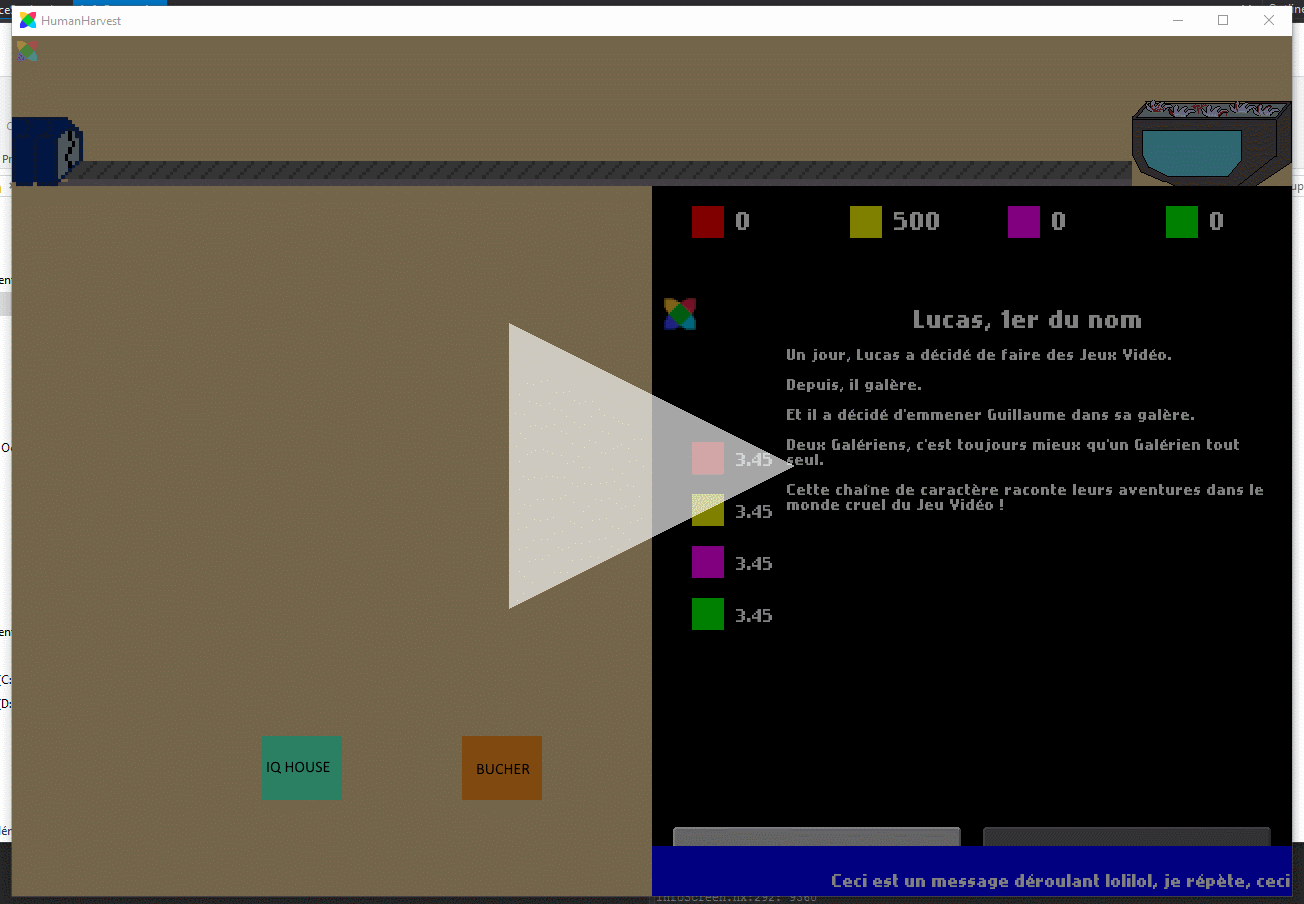 HumanHarvest
0
500
0
0
Lucas, 1er du nom
Un jour, Lucas a décidé de faire des Jeux Vidéo.
Depuis, il galère.
Et il a décidé d'emmener Guillaume dans sa galère.
Deux Galériens, c'est toujours mieux qu'un Galérien tout
seul.
Cette chaîne de caractère raconte leurs aventures dans le
monde cruel du Jeu Vidéo !
3.45
3.45
3.45
3.45
IQ HOUSE
BUCHER
Ceci est un message déroulant lolilol, je répète, ceci